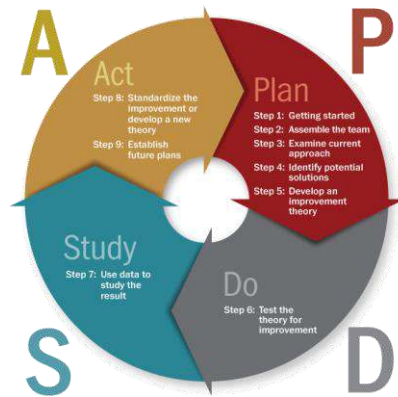 A
P
Act
Step 8: Standardize the
improvement or
develop a new
theory
Step 9: Establish
future plans
Plan
Step 1: Getting started
Step 2: Assemble the team
Step 3: Examine current
approach
Step 4: Identify potential
solutions
Step 5: Develop an
improvement
theory
Study
Step 7: Use data to
study the
result
Do
Step 6: Test the
theory for
improvement
S
D